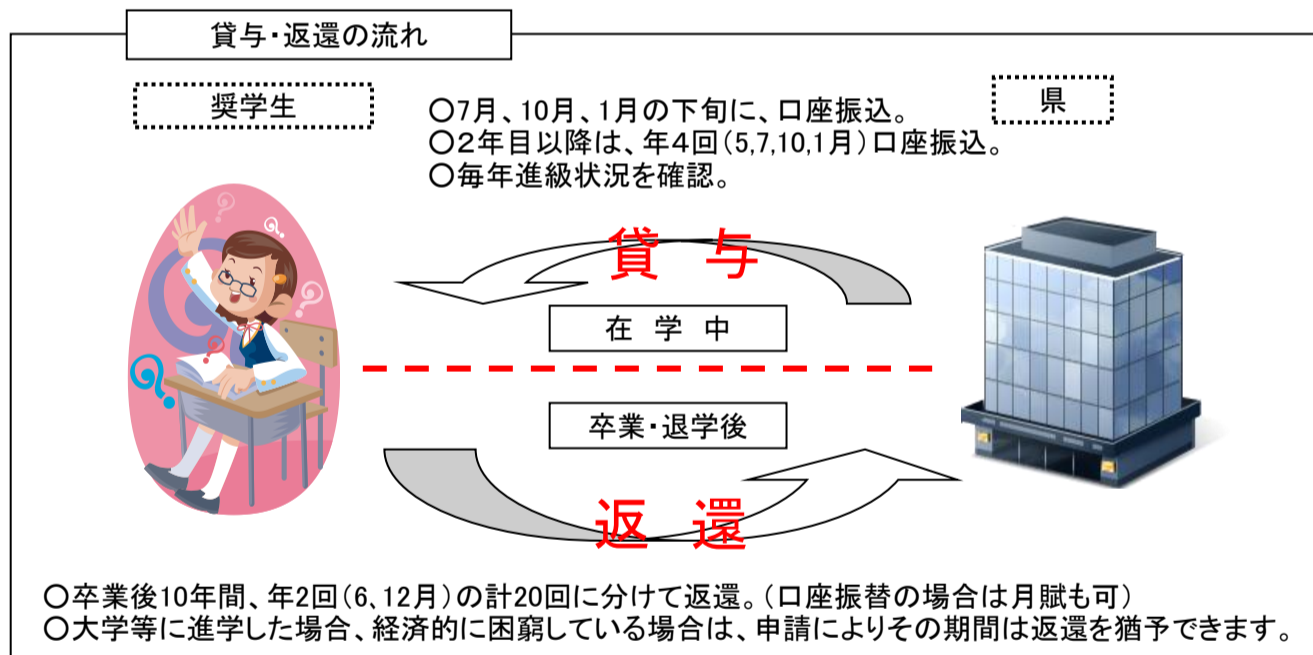 貸与・返還の流れ
奨学生
県
○7月、10月、1月の下旬に、口座振込。
○2年目以降は、年4回(5,7,10,1月)口座振込。
○毎年進級状況を確認。
貸 与
在 学 中
卒業・退学後
返 還
○卒業後10年間、年2回(6、12月)の計20回に分けて返還。(口座振替の場合は月賦も可)
○大学等に進学した場合、経済的に困窮している場合は、申請によりその期間は返還を猶予できます。